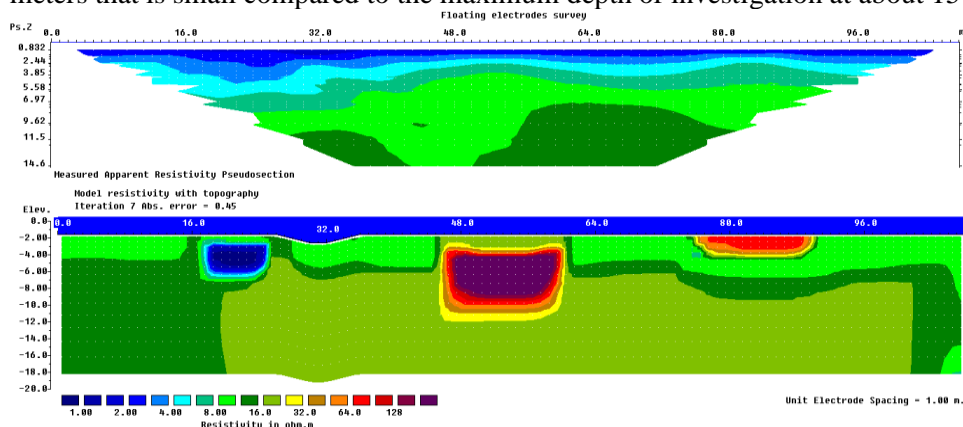 meters that is small compared to the maximum depth of investigation at about 15
Floating electrodes survey
Ps.Z 0.0 16.0 32.0 48.0 64.0 80.0 96.0 m
0.832
2.44
3.85
5.58
6.97
9.62
11.5
14.6
Measured Apparent Resistivity Pseudosection
Model resistivity with topography
Iteration 7 Abs. error = 0.45
Elev.
0.0 0.0 16.0 32.0 48.0 64.0 80.0 96.0
-2.00
-4.00
-6.00
-8.00
-10.0
-12.0
-14.0
-16.0
-18.0
-20.0
1.00 2.00 4.00 8.00 16.0 32.0 64.0 128
Resistivity in ohm.m
Unit Electrode Spacing = 1.00 m.